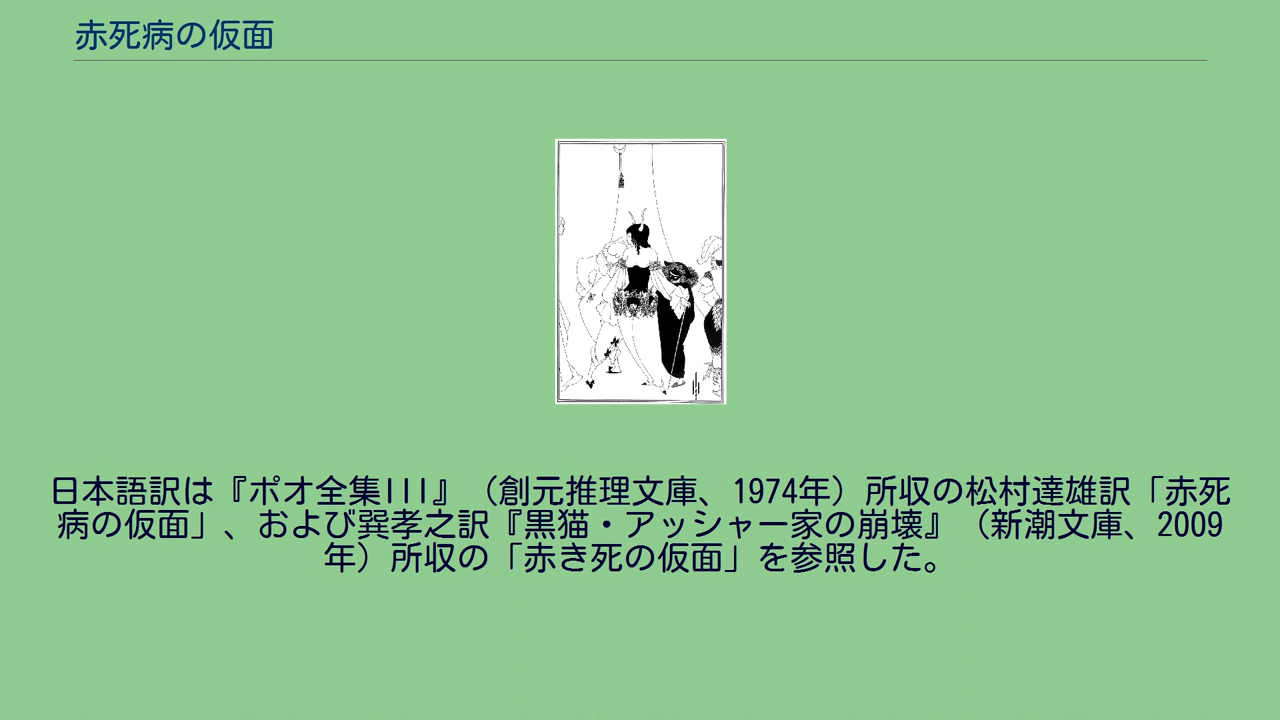 赤死病の仮面
日本語訳は『ポオ全集III』（創元推理文庫、1974年）所収の松村達雄訳「赤死
病の仮面」、および巽孝之訳『黒猫・アッシャー家の崩壊』（新潮文庫、2009
年）所収の「赤き死の仮面」を参照した。